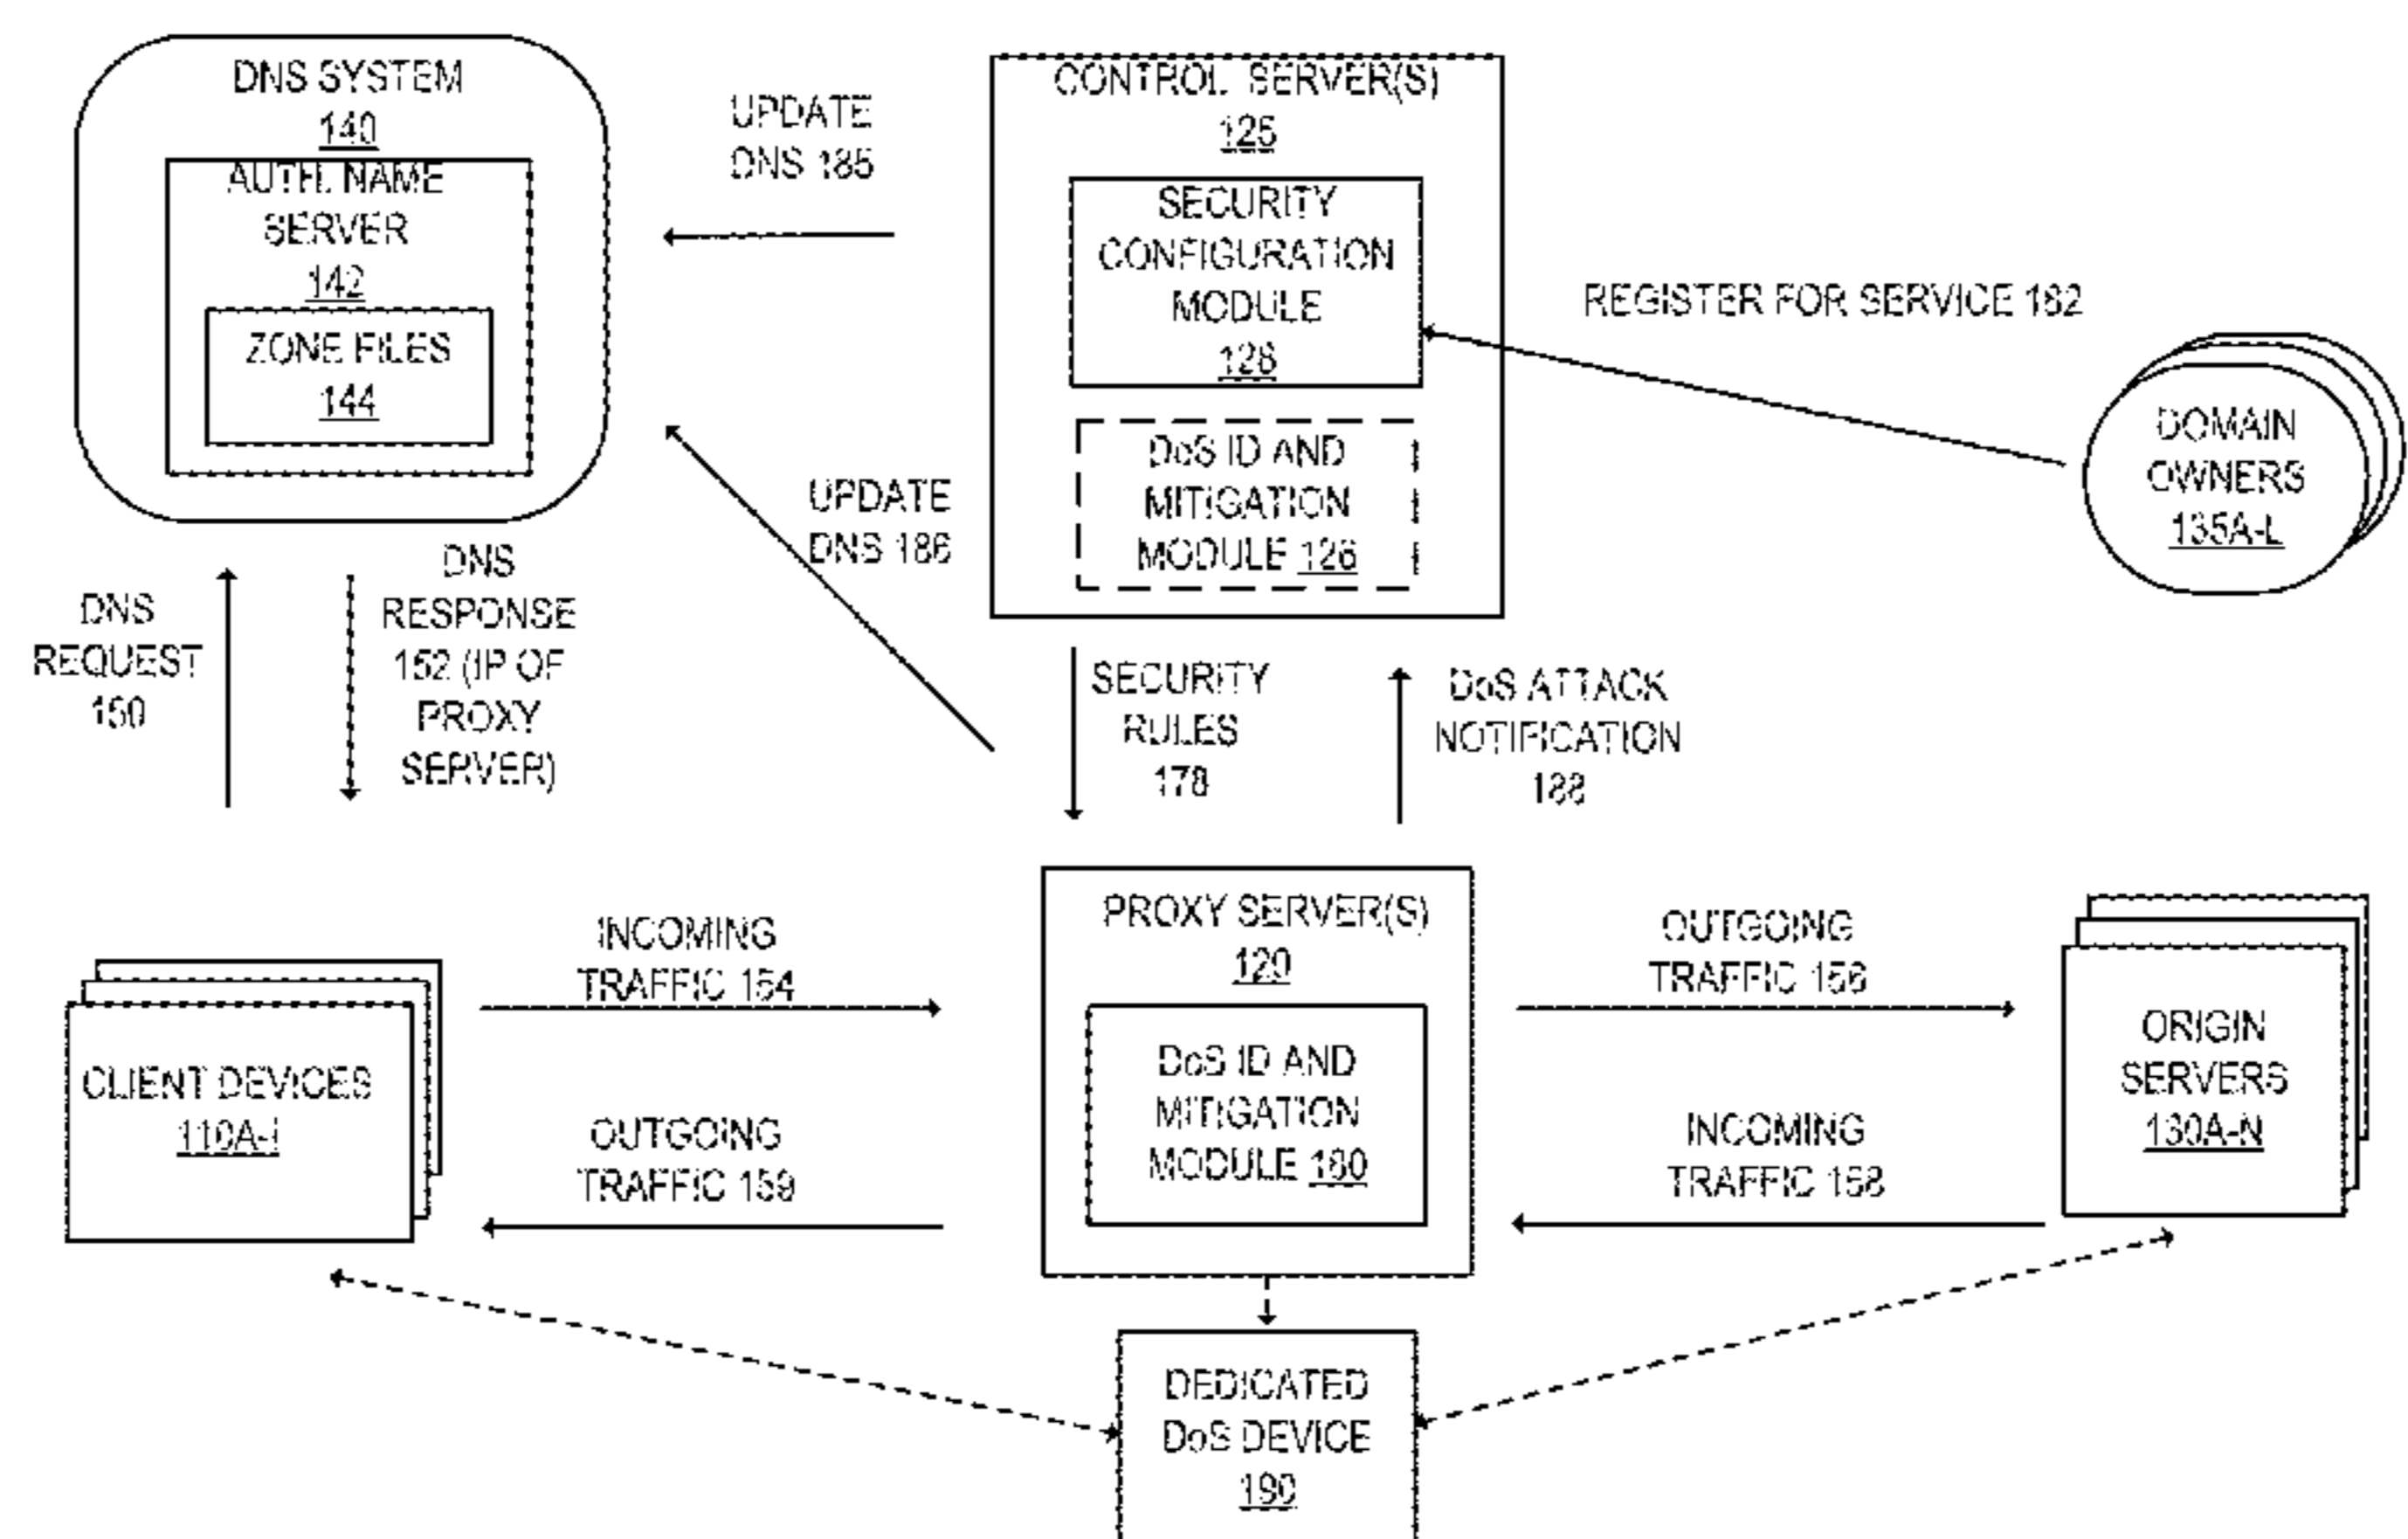 DNS SYSTEM
140
AUTH. NAME
SERVER
142
ZONE FILES
144
UPDATE
DNS 185
CONTROL SERVER(S)
125
SECURITY
CONFIGURATION
MODULE
DoS ID AND
MITIGATION
MODULE 126
REGISTER FOR SERVICE 182
DOMAIN
OWNERS
135A-L
UPDATE
DNS 186
DNS
REQUEST
150
DNS
RESPONSE
152 (IP OF
PROXY
SERVER)
SECURITY
RULES
178
DoS ATTACK
NOTIFICATION
188
CLIENT DEVICES
INCOMING
TRAFFIC 154
OUTGOING
TRAFFIC 159
PROXY SERVER(S)
120
DoS ID AND
MITIGATION
MODULE 180
OUTGOING
TRAFFIC 156
INCOMING
TRAFFIC 158
ORIGIN
SERVERS
130A-N
DEDICATED
DoS DEVICE
190